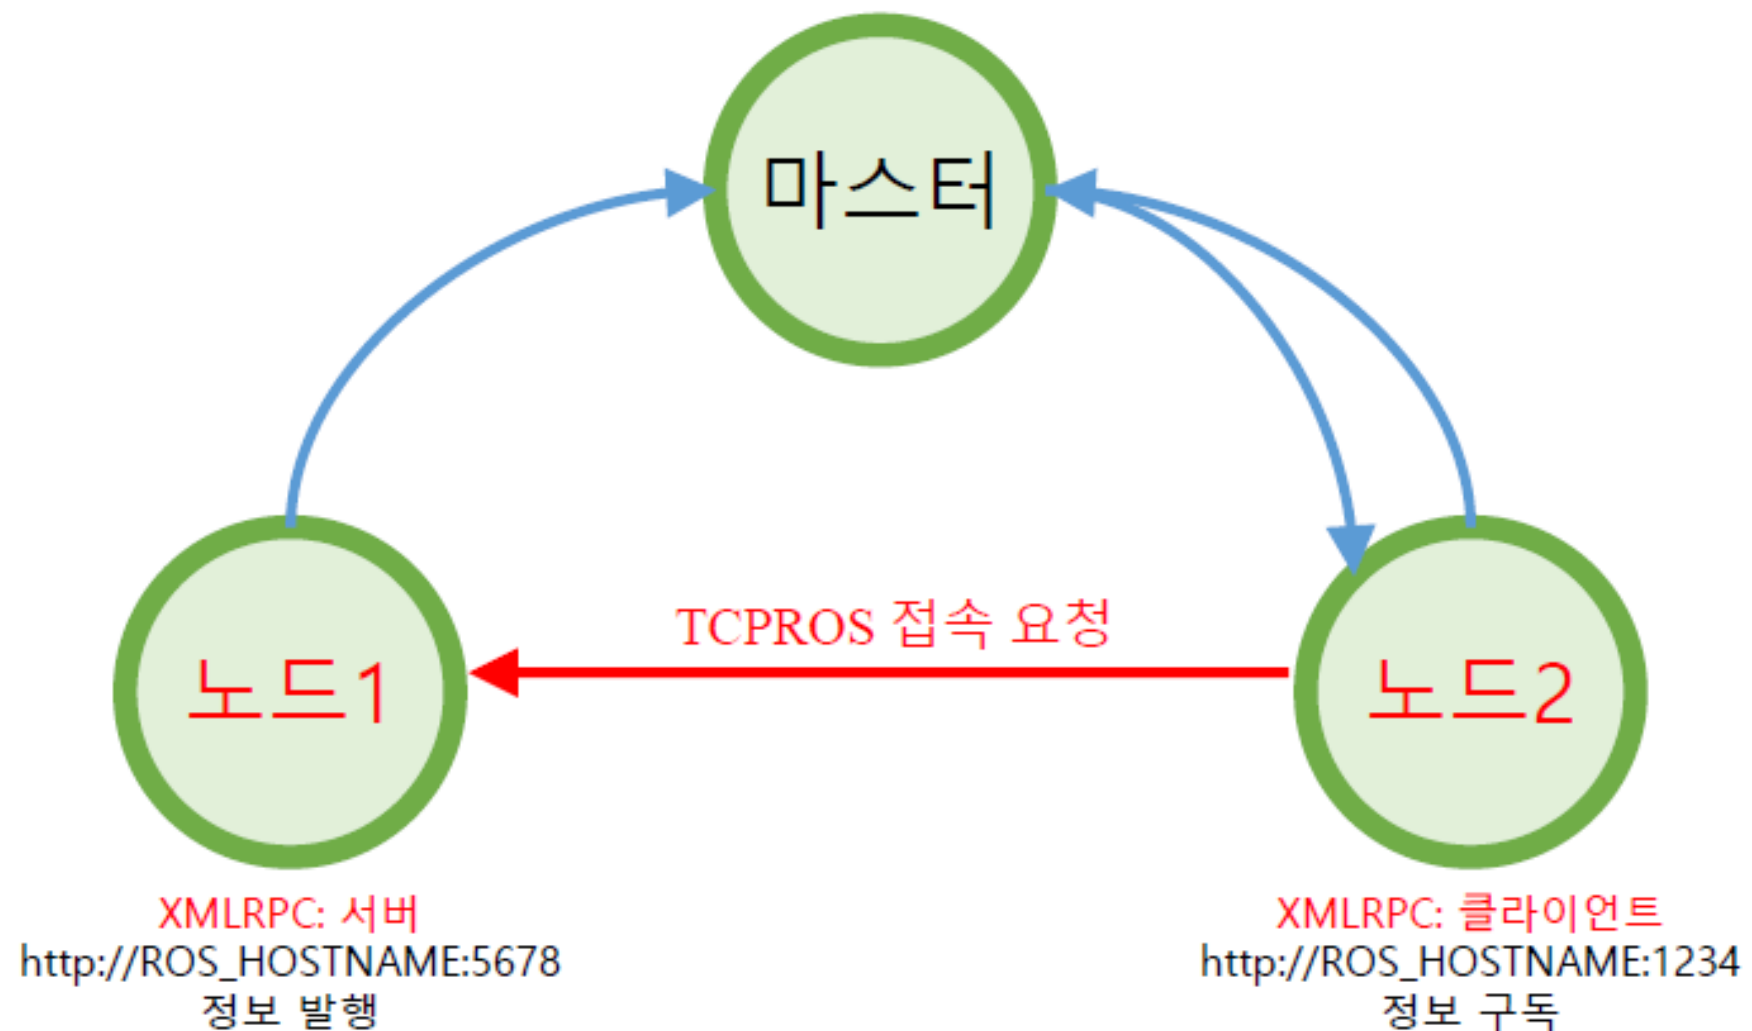 마스터
TCPROS 접속 요청
노드1
노드2
XMLRPC: 서버
http://ROS_HOSTNAME:5678
정보 발행
XMLRPC: 클라이언트
http://ROS_HOSTNAME:1234
정보 구독